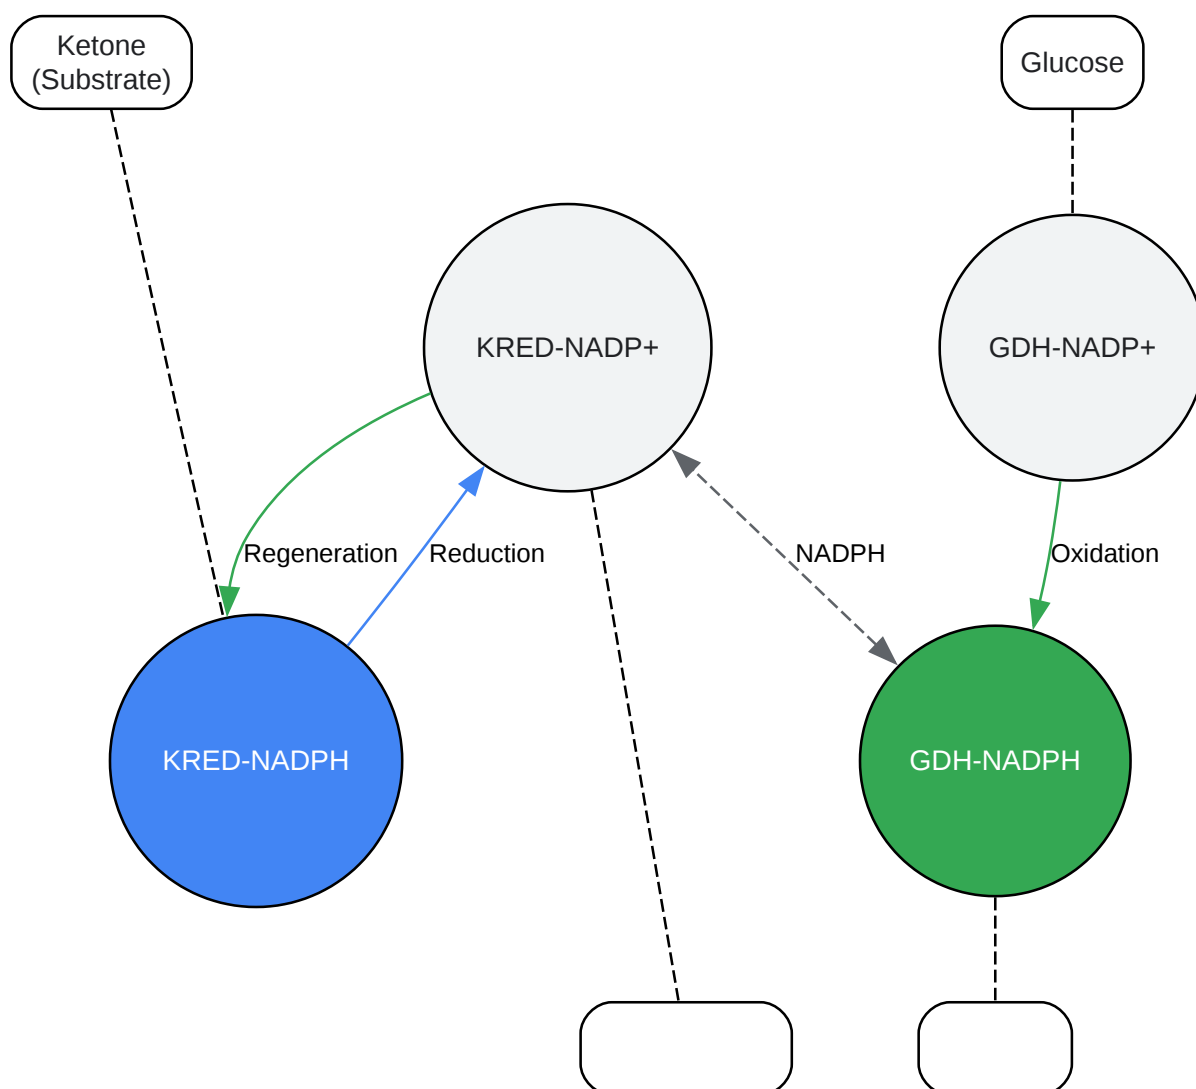 Ketone
(Substrate)
Glucose
KRED-NADP+
GDH-NADP+
Regeneration
Reduction
NADPH
Oxidation
KRED-NADPH
GDH-NADPH